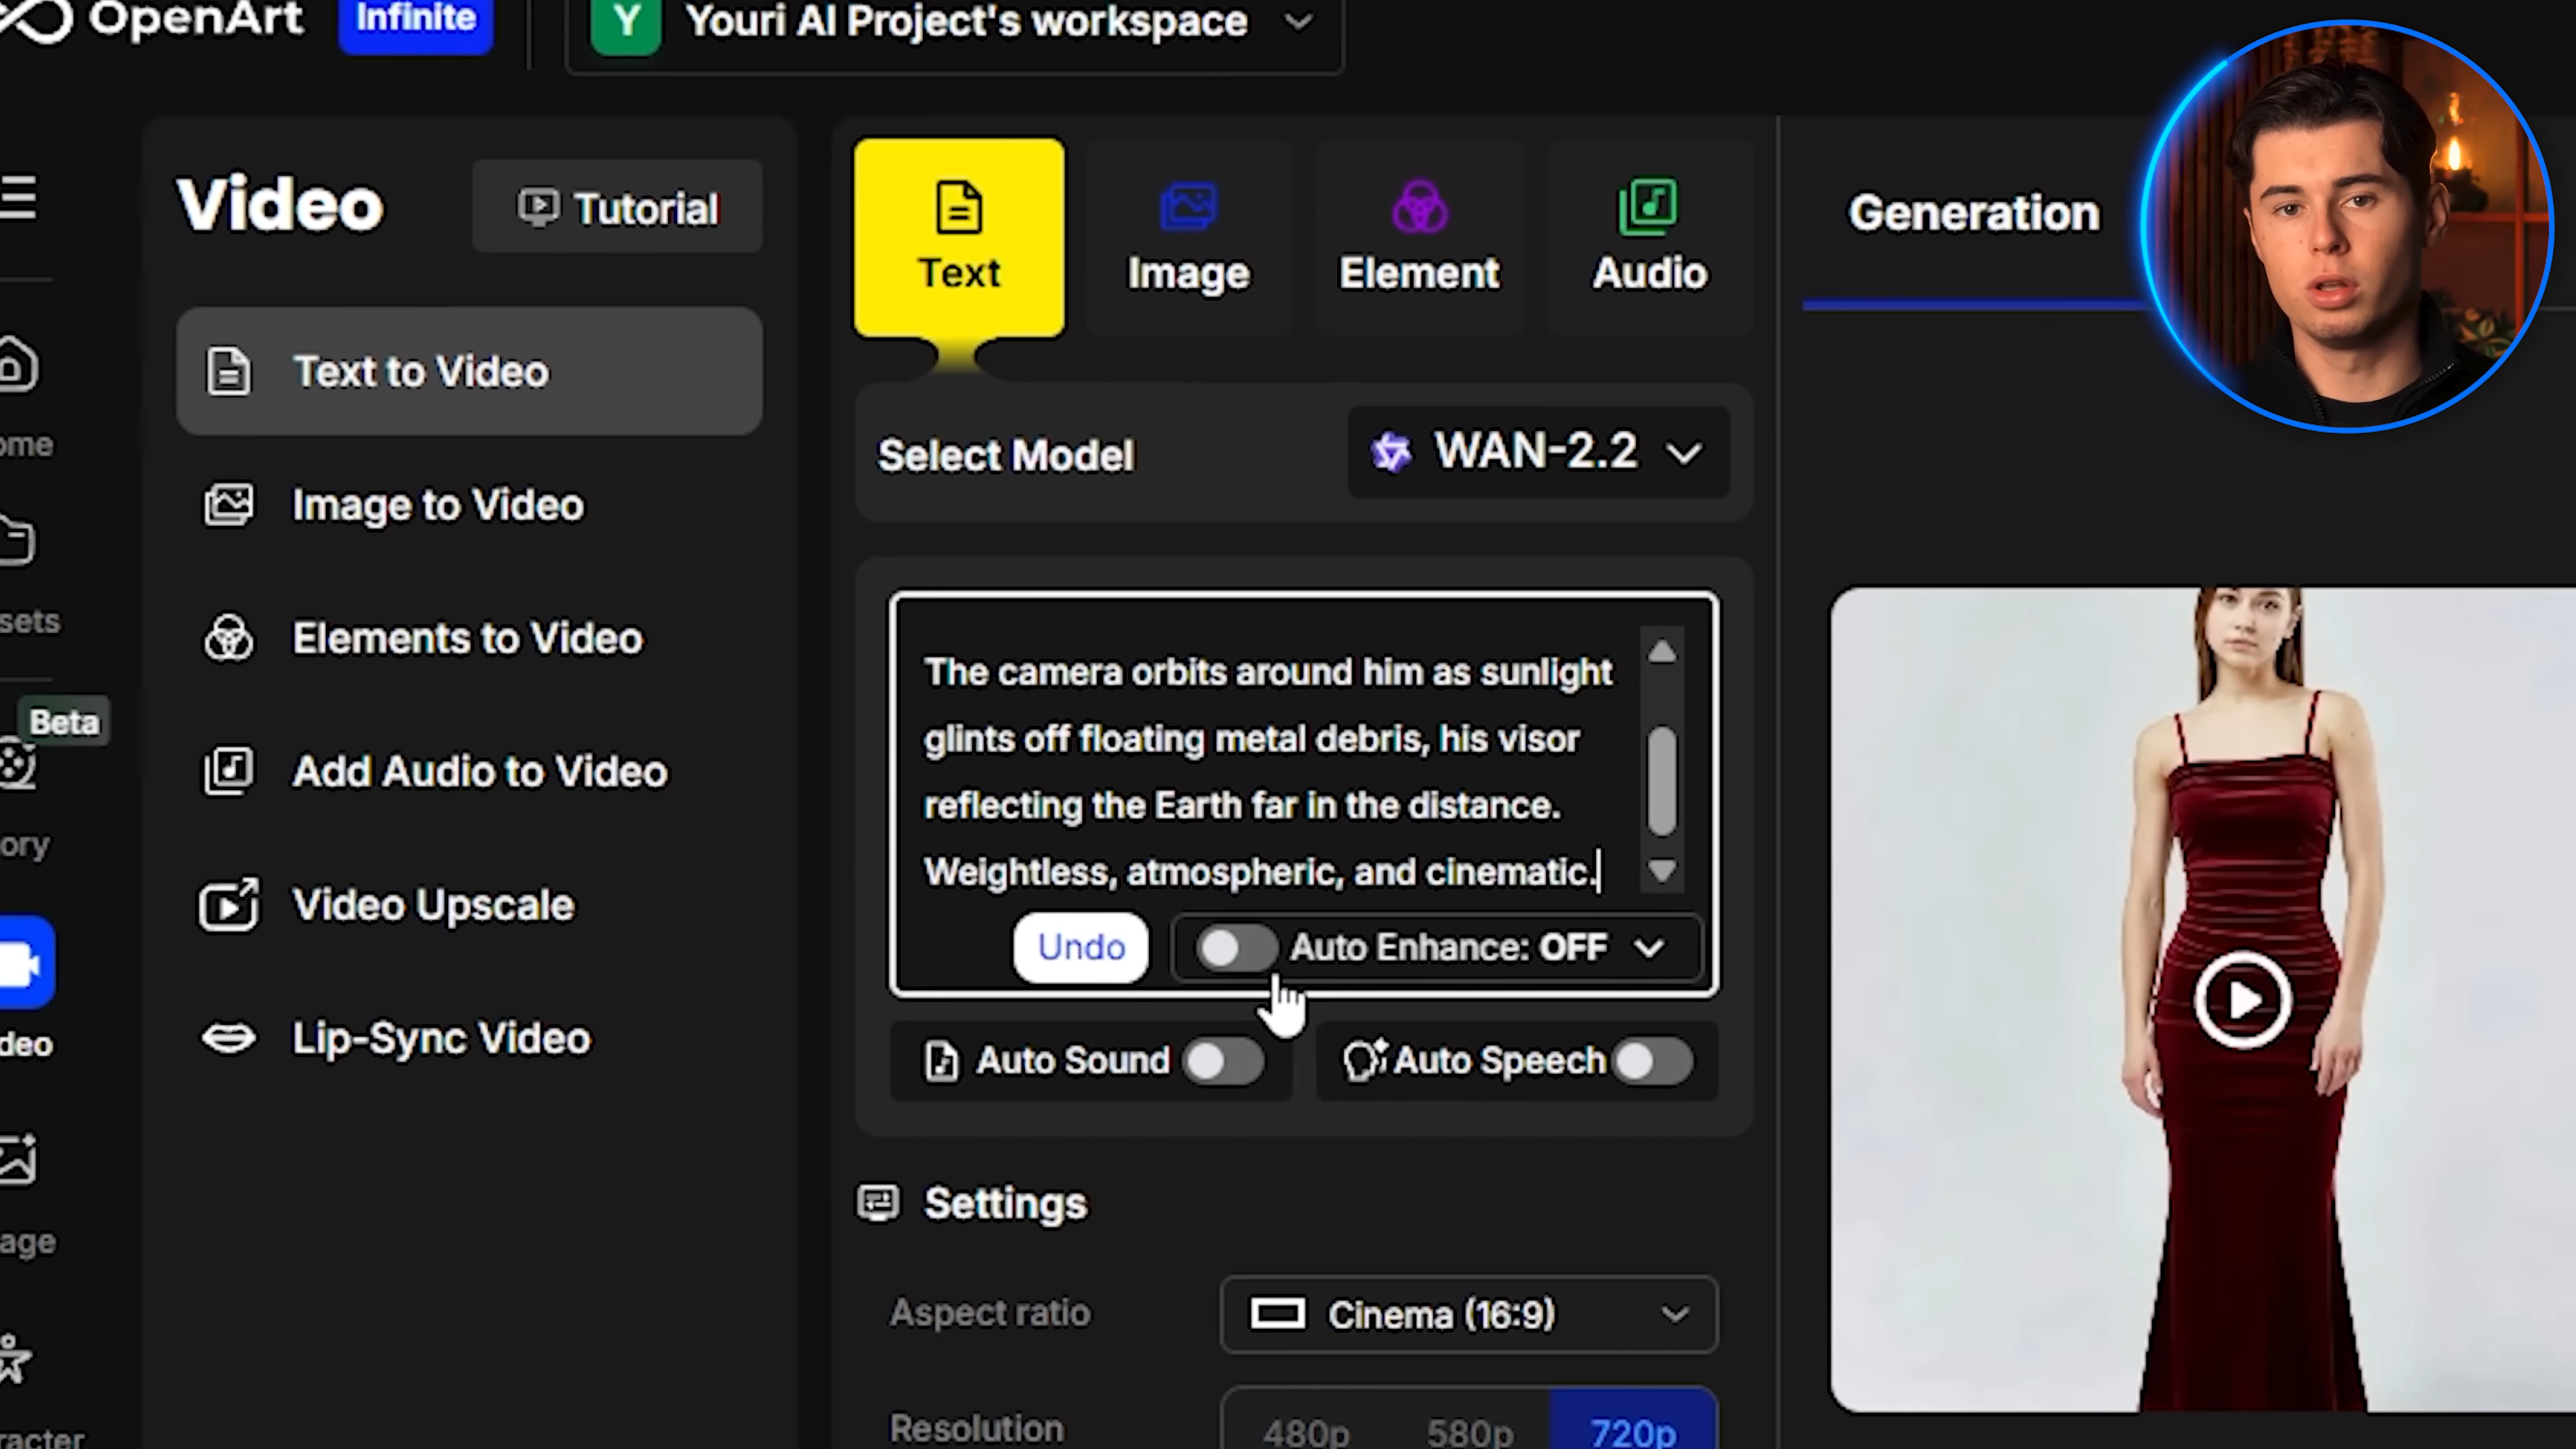 OpenArt
Infinite
Y
Youri AI Project's workspace
Video
Tutorial
Text to Video
Image to Video
Elements to Video
Add Audio to Video
Video Upscale
Lip-Sync Video
ome
sets
Beta
ory
deo
age
racter
Text
Image
Element
Audio
Select Model
WAN-2.2
The camera orbits around him as sunlight
glints off floating metal debris, his visor
reflecting the Earth far in the distance.
Weightless, atmospheric, and cinematic.
Undo
Auto Enhance: OFF
Auto Sound
Auto Speech
Settings
Aspect ratio
Cinema (16:9)
Resolution
480p
580p
720p
Generation